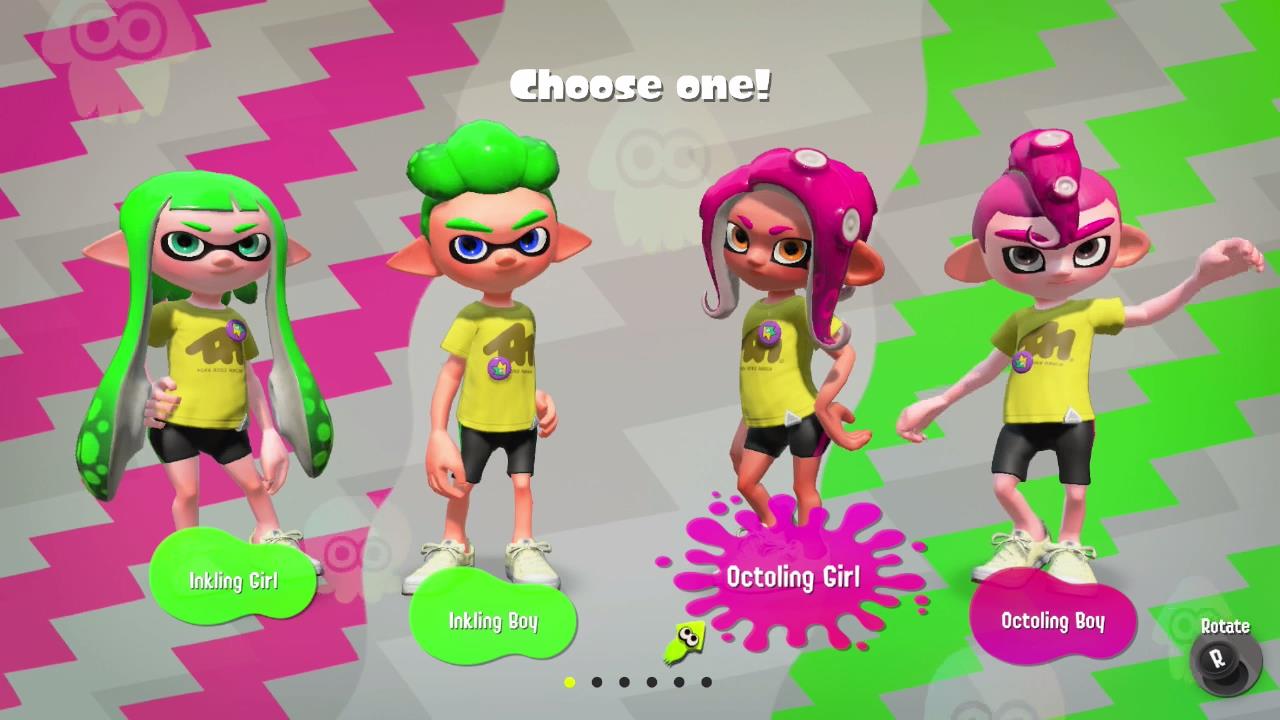 Choose one!
Inkling Girl
Inkling Boy
Octoling Girl
Octoling Boy
Rotate
R